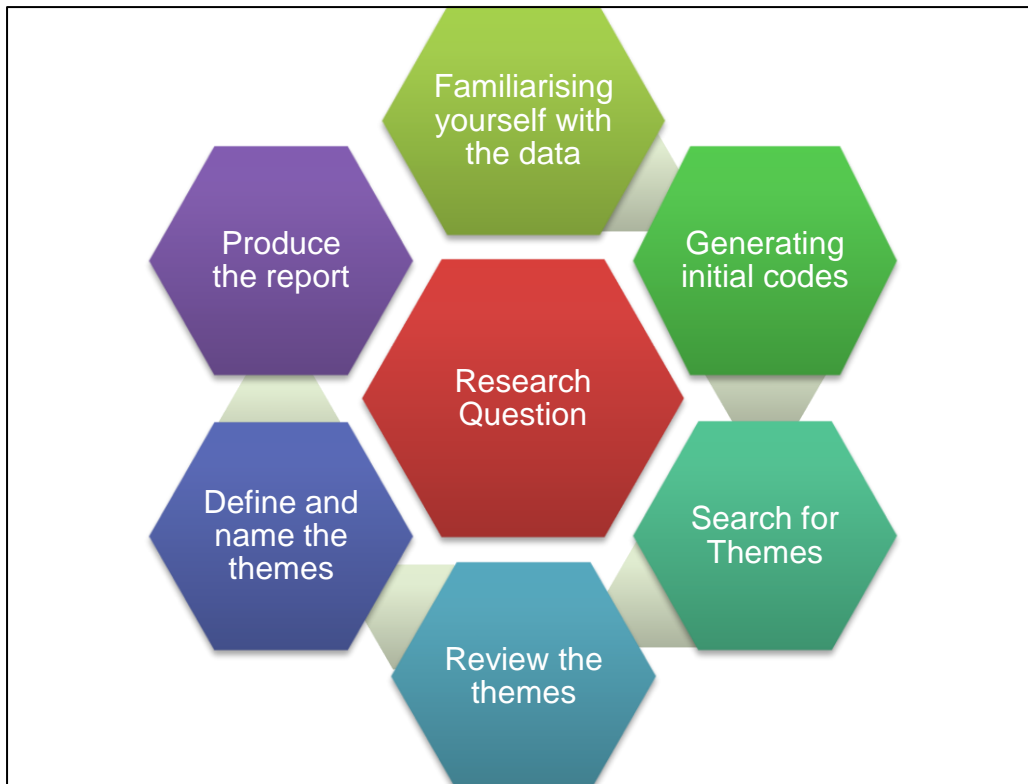 Familiarising
yourself with
the data
Generating
initial codes
Search for
Themes
Review the
themes
Define and
name the
themes
Produce
the report
Research
Question